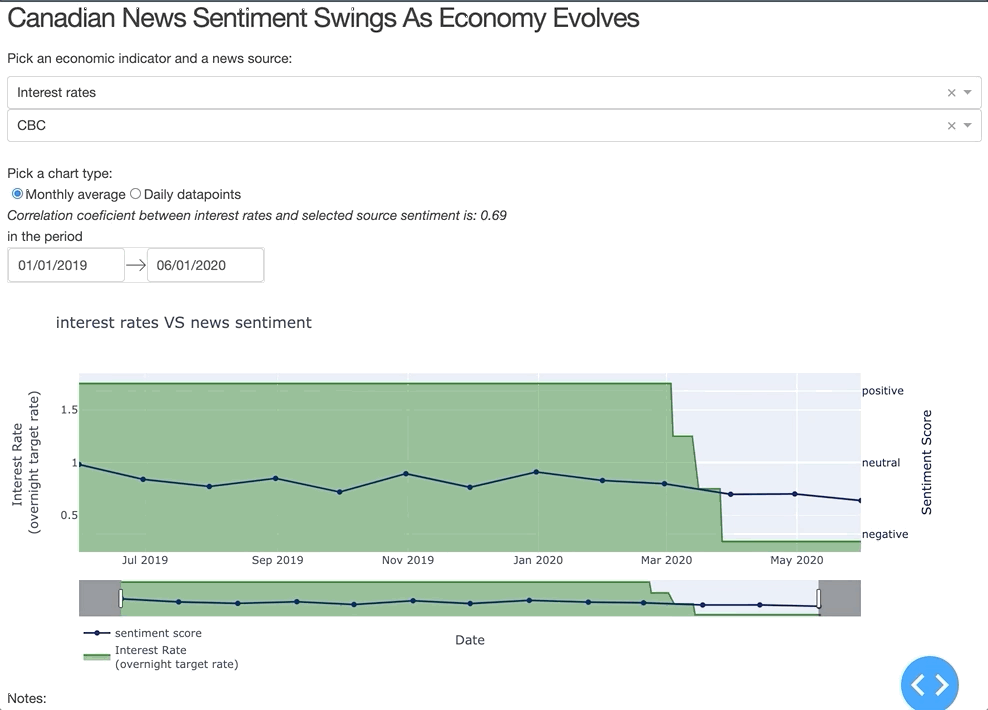 Canadian News Sentiment Swings As Economy Evolves
Pick an economic indicator and a news source:
Interest rates
CBC
Pick a chart type:
Monthly average Daily datapoints
Correlation coeficient between interest rates and selected source sentiment is: 0.69
in the period
01/01/2019 → 06/01/2020
interest rates VS news sentiment
Interest Rate
(overnight target rate)
1.5
1
0.5
positive
neutral
negative
Sentiment Score
Jul 2019 Sep 2019 Nov 2019 Jan 2020 Mar 2020 May 2020
sentiment score
Interest Rate
(overnight target rate)
Date
Notes: